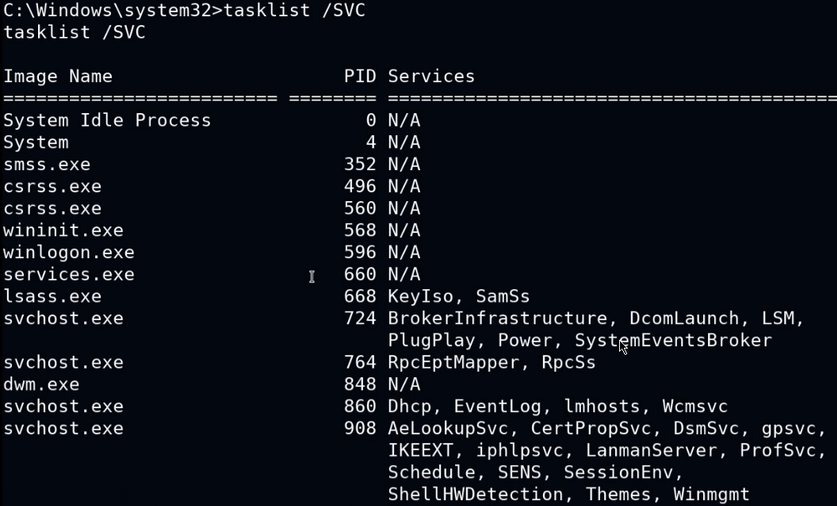 C:\Windows\system32>tasklist /SVC
tasklist /SVC
Image Name                     PID Services
========================= ======== =========================================
System Idle Process              0 N/A
System                           4 N/A
smss.exe                       352 N/A
csrss.exe                      496 N/A
csrss.exe                      560 N/A
wininit.exe                    568 N/A
winlogon.exe                   596 N/A
services.exe                   660 N/A
lsass.exe                      668 KeyIso, SamSs
svchost.exe                    724 BrokerInfrastructure, DcomLaunch, LSM,
                                   PlugPlay, Power, SystemEventsBroker
svchost.exe                    764 RpcEptMapper, RpcSs
dwm.exe                        848 N/A
svchost.exe                    860 Dhcp, EventLog, lmhosts, Wcmsvc
svchost.exe                    908 AeLookupSvc, CertPropSvc, DsmSvc, gpsvc,
                                   IKEEXT, iphlpsvc, LanmanServer, ProfSvc,
                                   Schedule, SENS, SessionEnv,
                                   ShellHWDetection, Themes, Winmgmt